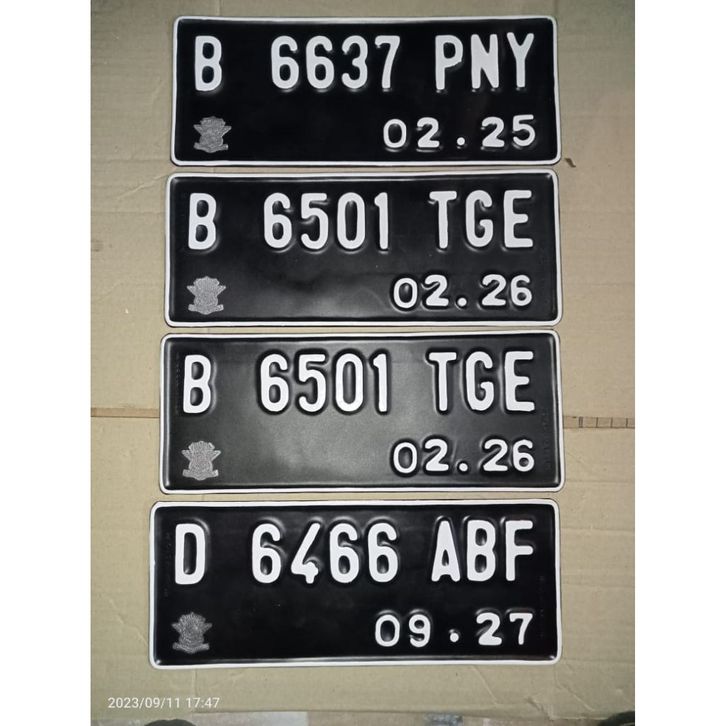 B 6637 PNY
02.25
B 6501 TGE
02.26
B 6501 TGE
02.26
D 6466 ABF
09.27
2023/09/11 17:47